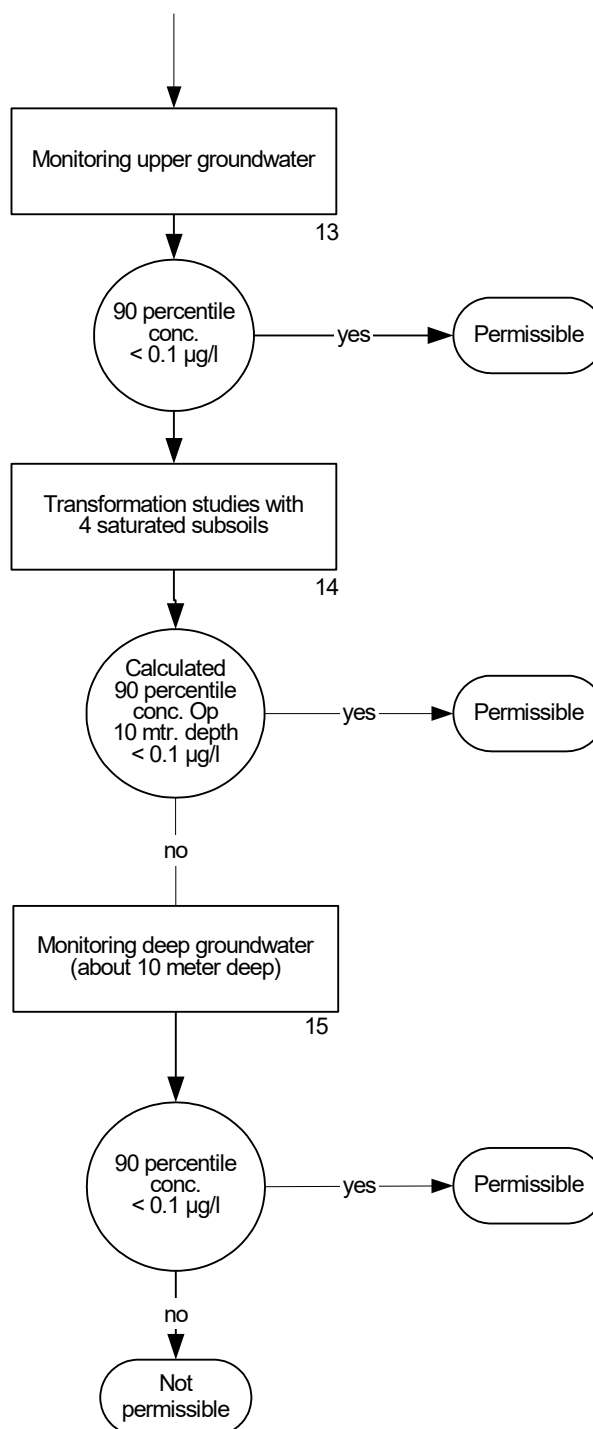 Monitoring upper groundwater
13
90 percentile
conc.
< 0.1 µg/l
yes
Permissible
Transformation studies with
4 saturated subsoils
14
Calculated
90 percentile
conc. Op
10 mtr. depth
< 0.1 µg/l
yes
Permissible
no
Monitoring deep groundwater
(about 10 meter deep)
15
90 percentile
conc.
< 0.1 µg/l
yes
Permissible
no
Not
permissible